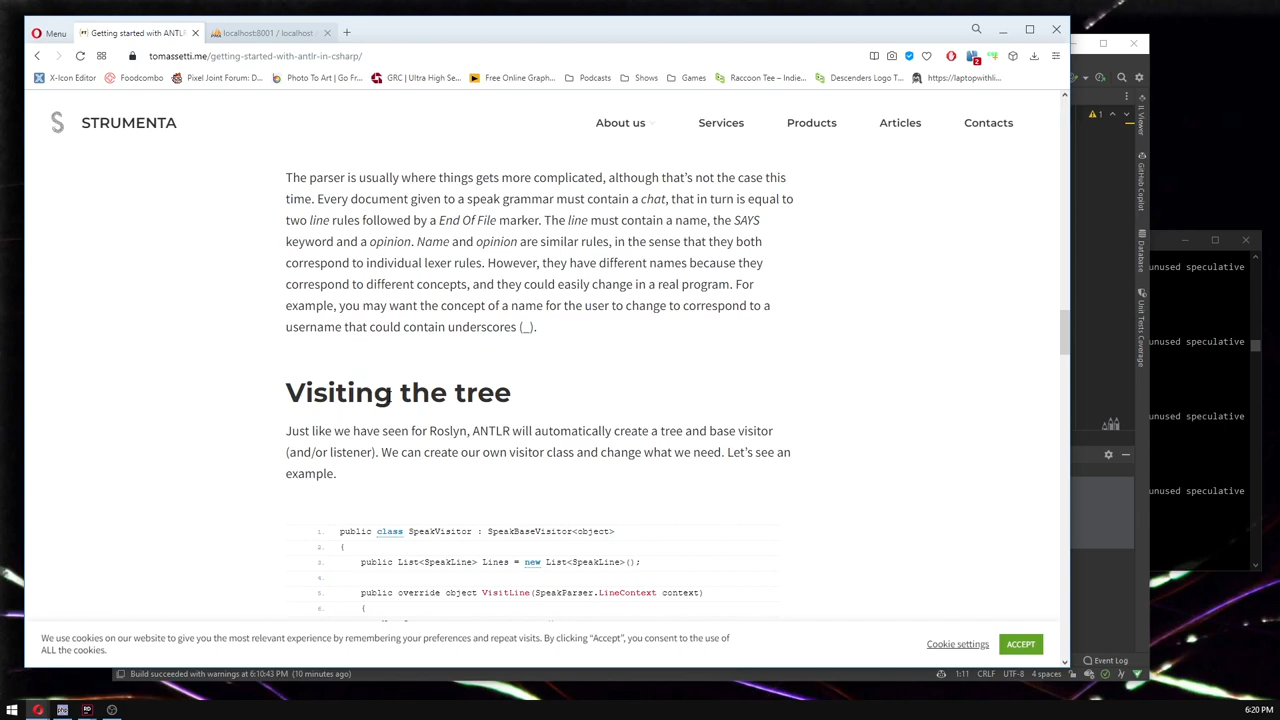 Menu
Getting started with ANTLR
localhost:8001 / localhost
tomassetti.me/getting-started-with-antlr-in-csharp/
2
X-Icon Editor
Foodcombo
Pixel Joint Forum: D...
Photo To Art | Go Fr...
GRC | Ultra High Se...
Free Online Graph...
Podcasts
Shows
Games
Raccoon Tee – Indie...
Descenders Logo T...
https://laptopwithli...
STRUMENTA
About us
Services
Products
Articles
Contacts
The parser is usually where things gets more complicated, although that's not the case this
time. Every document given to a speak grammar must contain a chat, that in turn is equal to
two line rules followed by a End Of File marker. The line must contain a name, the SAYS
keyword and a opinion. Name and opinion are similar rules, in the sense that they both
correspond to individual lexer rules. However, they have different names because they
correspond to different concepts, and they could easily change in a real program. For
example, you may want the concept of a name for the user to change to correspond to a
username that could contain underscores (_).
Visiting the tree
Just like we have seen for Roslyn, ANTLR will automatically create a tree and base visitor
(and/or listener). We can create our own visitor class and change what we need. Let's see an
example.
1. public class SpeakVisitor : SpeakBaseVisitor<object>
2. {
3. public List<SpeakLine> Lines = new List<SpeakLine>();
4.
5. public override object VisitLine(SpeakParser.LineContext context)
6. {
We use cookies on our website to give you the most relevant experience by remembering your preferences and repeat visits. By clicking “Accept”, you consent to the use of
ALL the cookies.
Cookie settings
ACCEPT
1
IL Viewer
GitHub Copilot
Database
Unit Tests Coverage
unused speculative
unused speculative
unused speculative
unused speculative
Event Log
Build succeeded with warnings at 6:10:43 PM (10 minutes ago)
1:11 CRLF UTF-8 4 spaces
6:20 PM